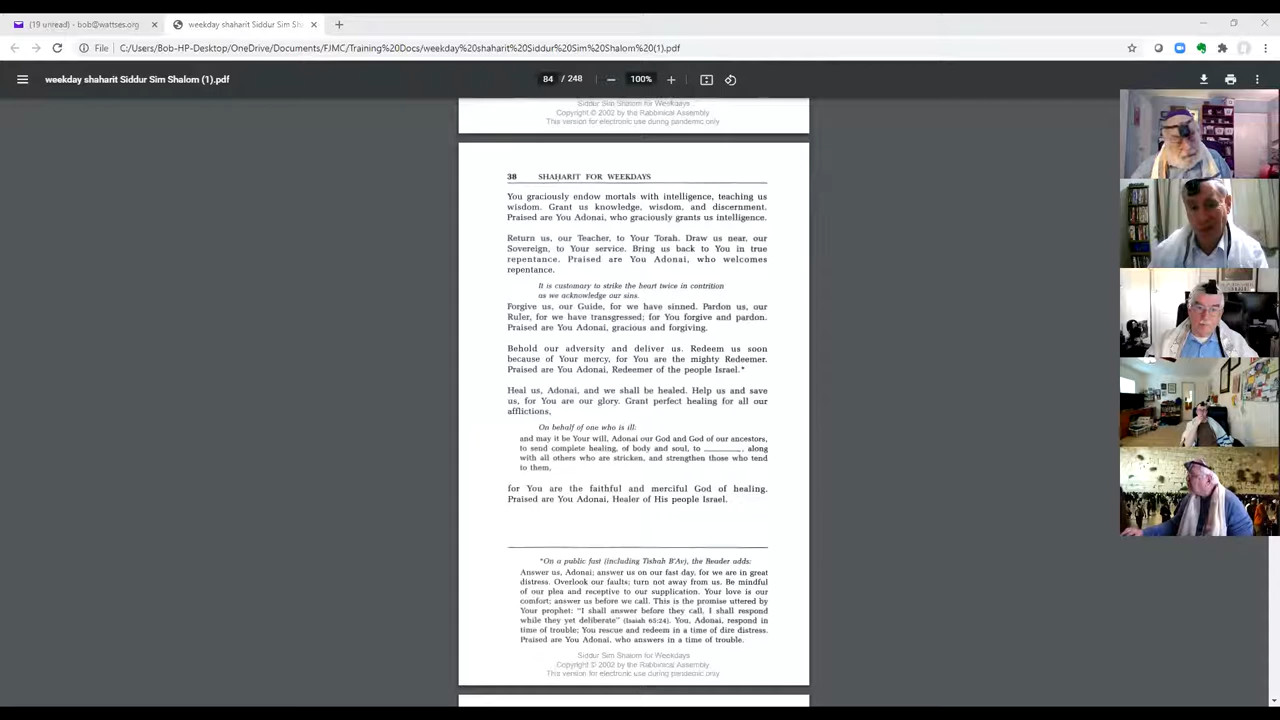 (19 unread) - bob@wattses.org
weekday shaharit Siddur Sim Sh
File C:/Users/Bob-HP-Desktop/OneDrive/Documents/FJMC/Training%20Docs/weekday%20shaharit%20Siddur%20Sim%20Shalom%20(1).pdf
weekday shaharit Siddur Sim Shalom (1).pdf
84 / 248
100%
Siddur Sim Shalom for Weekdays
Copyright © 2002 by the Rabbinical Assembly
This version for electronic use during pandemic only
38 SHAḤARIT FOR WEEKDAYS
You graciously endow mortals with intelligence, teaching us
wisdom. Grant us knowledge, wisdom, and discernment.
Praised are You Adonai, who graciously grants us intelligence.
Return us, our Teacher, to Your Torah. Draw us near, our
Sovereign, to Your service. Bring us back to You in true
repentance. Praised are You Adonai, who welcomes
repentance.
It is customary to strike the heart twice in contrition
as we acknowledge our sins.
Forgive us, our Guide, for we have sinned. Pardon us, our
Ruler, for we have transgressed; for You forgive and pardon.
Praised are You Adonai, gracious and forgiving.
Behold our adversity and deliver us. Redeem us soon
because of Your mercy, for You are the mighty Redeemer.
Praised are You Adonai, Redeemer of the people Israel.*
Heal us, Adonai, and we shall be healed. Help us and save
us, for You are our glory. Grant perfect healing for all our
afflictions,
On behalf of one who is ill:
and may it be Your will, Adonai our God and God of our ancestors,
to send complete healing, of body and soul, to ________, along
with all others who are stricken, and strengthen those who tend
to them,
for You are the faithful and merciful God of healing.
Praised are You Adonai, Healer of His people Israel.
*On a public fast (including Tishah B'Av), the Reader adds:
Answer us, Adonai; answer us on our fast day, for we are in great
distress. Overlook our faults; turn not away from us. Be mindful
of our plea and receptive to our supplication. Your love is our
comfort; answer us before we call. This is the promise uttered by
Your prophet: "I shall answer before they call, I shall respond
while they yet deliberate" (Isaiah 65:24). You, Adonai, respond in
time of trouble; You rescue and redeem in a time of dire distress.
Praised are You Adonai, who answers in a time of trouble.
Siddur Sim Shalom for Weekdays
Copyright © 2002 by the Rabbinical Assembly
This version for electronic use during pandemic only